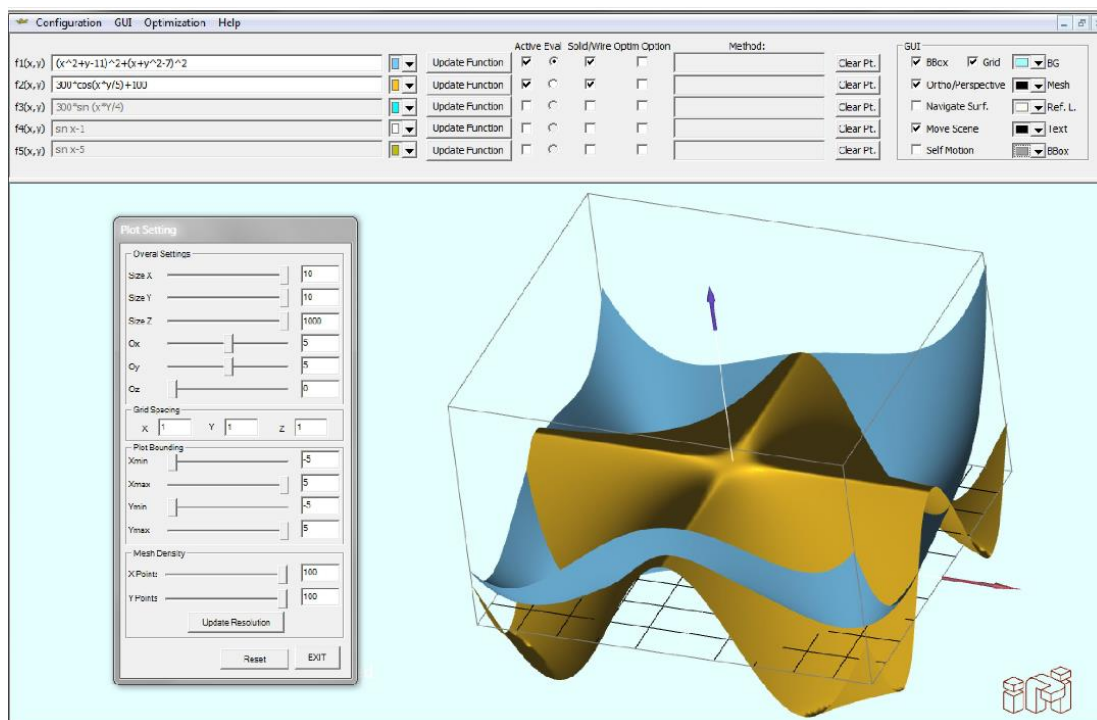 Configuration GUI Optimization Help
Active Eval Solid/Wire Optim Option Method: GUI
f1(x,y) (x^2+y-11)^2+(x+y^2-7)^2 Update Function Clear Pt. BBox Grid BG
f2(x,y) 300*cos(x*y/5)+100 Update Function Clear Pt. Ortho/Perspective Mesh
f3(x,y) 300*sin (x*Y/4) Update Function Clear Pt. Navigate Surf. Ref. L.
f4(x,y) sin x-1 Update Function Clear Pt. Move Scene Text
f5(x,y) sin x-5 Update Function Clear Pt. Self Motion BBox
Plot Setting
Overal Settings
Size X 10
Size Y 10
Size Z 1000
Ox 5
Oy 5
Oz 0
Grid Spacing
X 1 Y 1 Z 1
Plot Bounding
Xmin -5
Xmax 5
Ymin -5
Ymax 5
Mesh Density
X Points 100
Y Points 100
Update Resolution
Reset EXIT